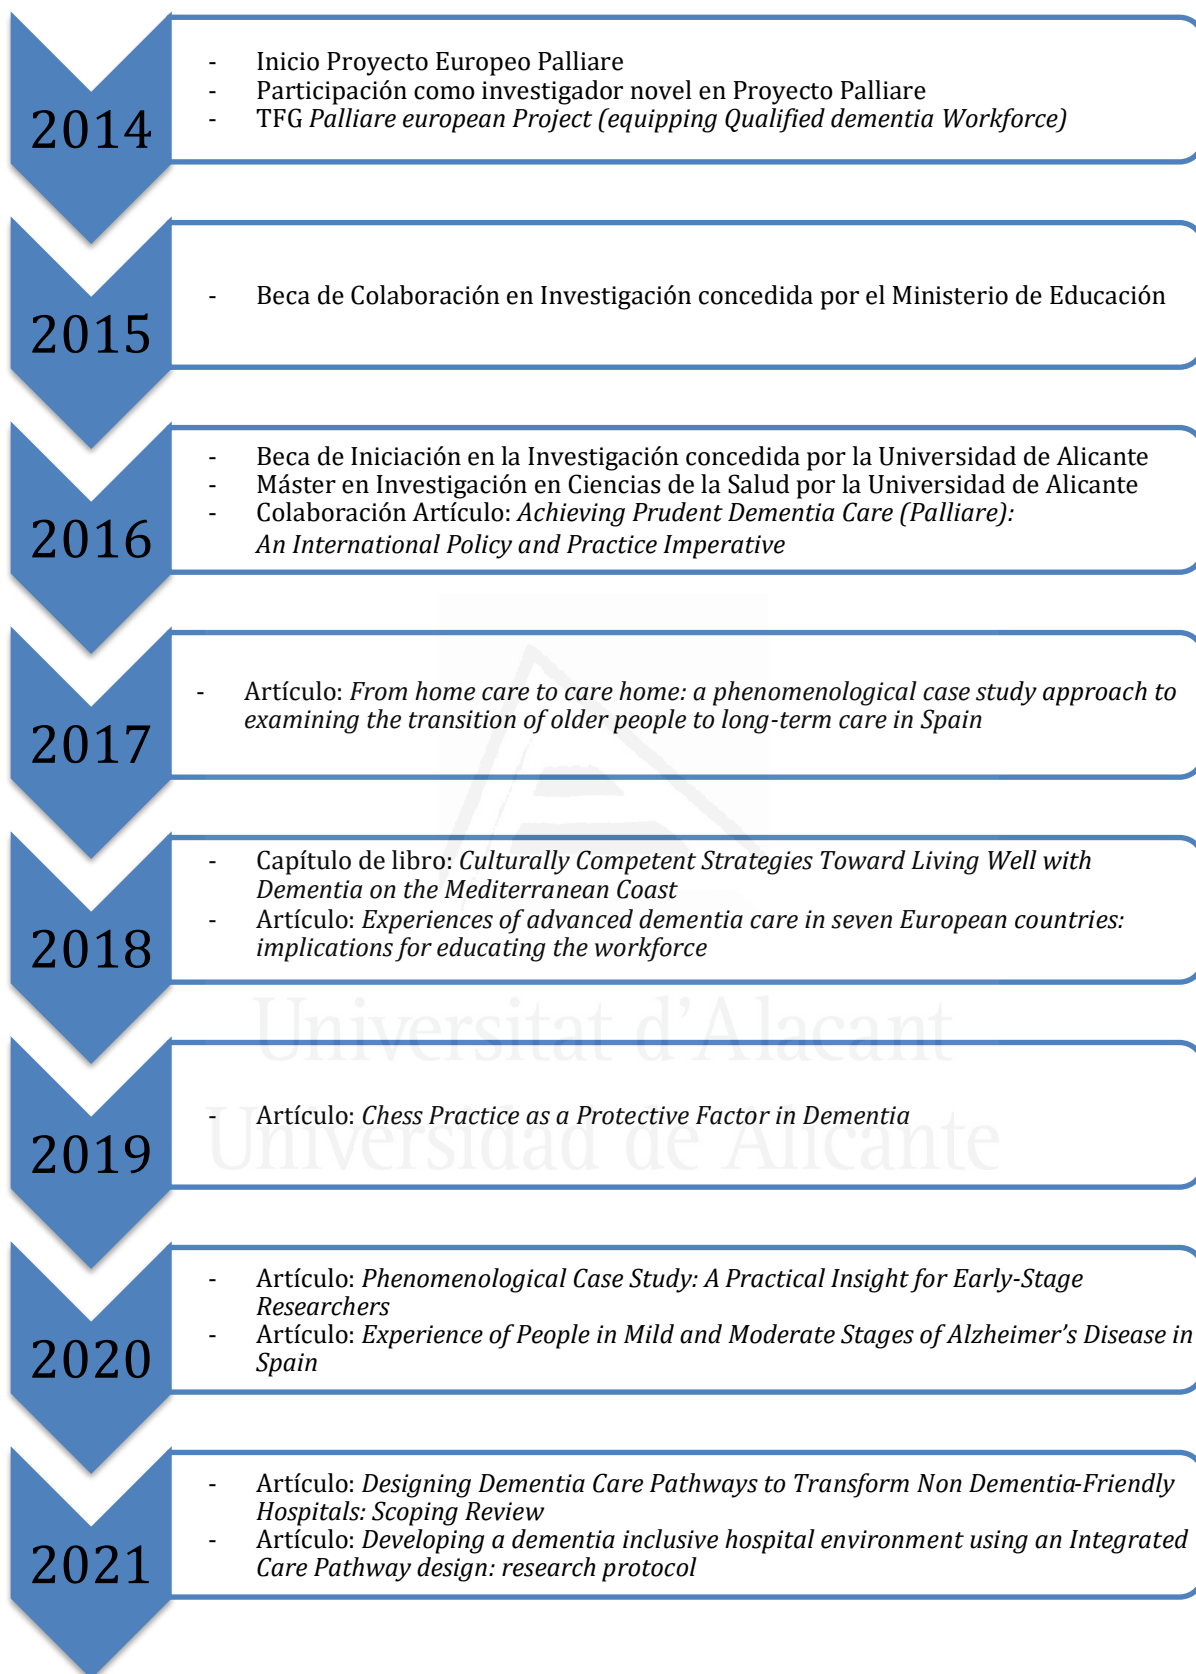 2014
- Inicio Proyecto Europeo Palliare
- Participación como investigador novel en Proyecto Palliare
- TFG Palliare european Project (equipping Qualified dementia Workforce)
2015
- Beca de Colaboración en Investigación concedida por el Ministerio de Educación
2016
- Beca de Iniciación en la Investigación concedida por la Universidad de Alicante
- Máster en Investigación en Ciencias de la Salud por la Universidad de Alicante
- Colaboración Artículo: Achieving Prudent Dementia Care (Palliare):
An International Policy and Practice Imperative
2017
- Artículo: From home care to care home: a phenomenological case study approach to
examining the transition of older people to long-term care in Spain
2018
- Capítulo de libro: Culturally Competent Strategies Toward Living Well with
Dementia on the Mediterranean Coast
- Artículo: Experiences of advanced dementia care in seven European countries:
implications for educating the workforce
Universitat d'Alacant
2019
- Artículo: Chess Practice as a Protective Factor in Dementia
Universidad de Alicante
2020
- Artículo: Phenomenological Case Study: A Practical Insight for Early-Stage
Researchers
- Artículo: Experience of People in Mild and Moderate Stages of Alzheimer's Disease in
Spain
2021
- Artículo: Designing Dementia Care Pathways to Transform Non Dementia-Friendly
Hospitals: Scoping Review
- Artículo: Developing a dementia inclusive hospital environment using an Integrated
Care Pathway design: research protocol